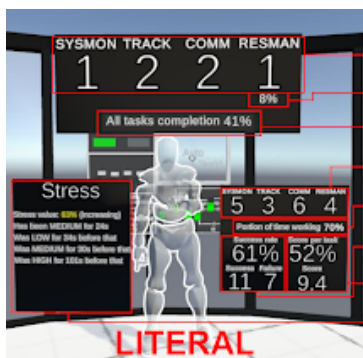 SYSMON TRACK COMM RESMAN
1 2 2 1
8%
All tasks completion 41%
Auto
Stress
Stress value: 63% (increasing)
Has been MEDIUM for 24s
Was LOW for 34s before that
Was MEDIUM for 30s before that
Was HIGH for 101s before that
SYSMON TRACK COMM RESMAN
5 3 6 4
Portion of time working 70%
Success rate Score per task
61% 52%
Success Failure Score
11 7 9.4
LITERAL